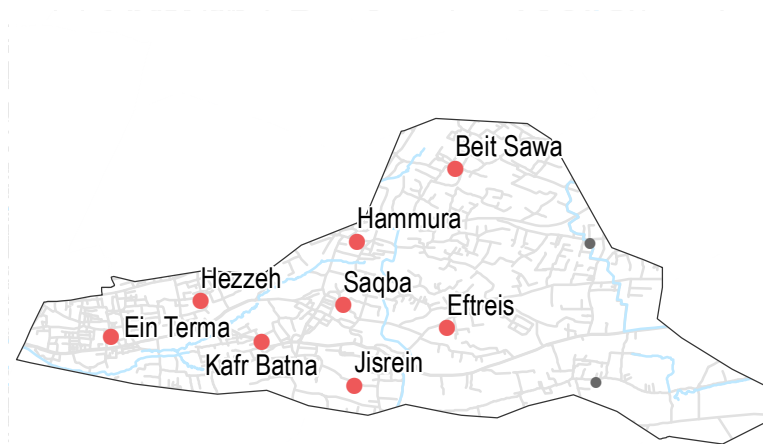 Beit Sawa
Hammura
Hezzeh
Saqba
Eftreis
Ein Terma
Kafr Batna
Jisrein